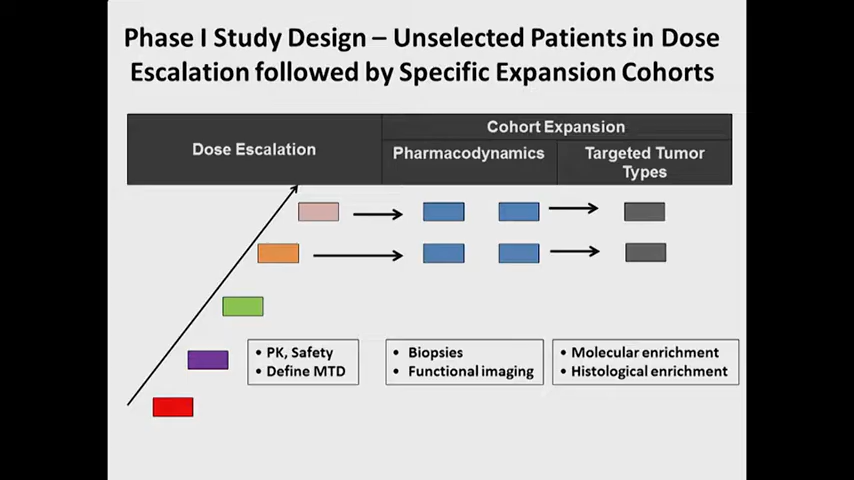 Phase I Study Design – Unselected Patients in Dose
Escalation followed by Specific Expansion Cohorts
Dose Escalation
Cohort Expansion
Pharmacodynamics
Targeted Tumor
Types
• PK, Safety
• Define MTD
• Biopsies
• Functional imaging
• Molecular enrichment
• Histological enrichment